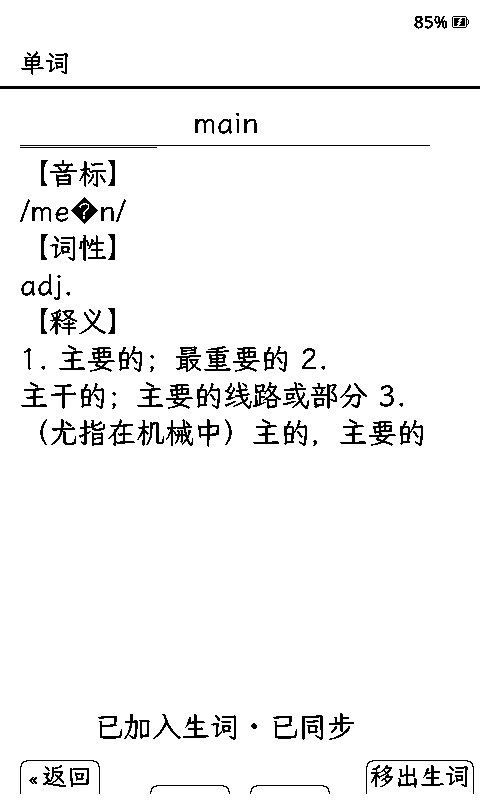 85%
单词
main
【音标】
/me�n/
【词性】
adj.
【释义】
1. 主要的；最重要的 2.
主干的；主要的线路或部分 3.
（尤指在机械中）主的，主要的
已加入生词·已同步
«返回
移出生词